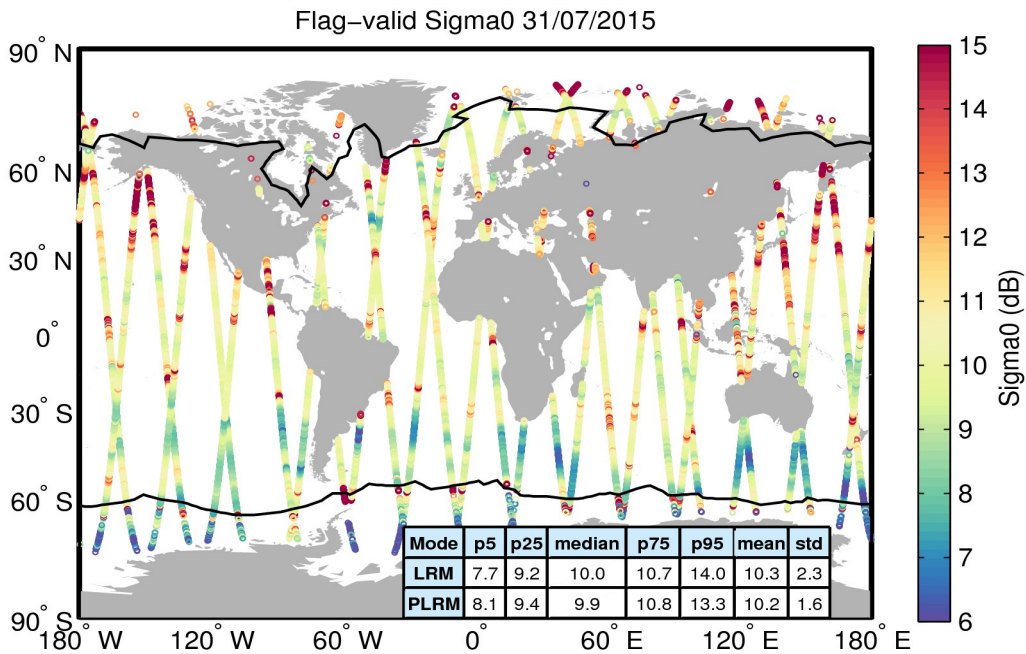 Flag−valid Sigma0 31/07/2015
90° N
60° N
30° N
0°
30° S
60° S
90° S
180° W
120° W
60° W
0°
60° E
120° E
180° E
Mode p5 p25 median p75 p95 mean std
LRM 7.7 9.2 10.0 10.7 14.0 10.3 2.3
PLRM 8.1 9.4 9.9 10.8 13.3 10.2 1.6
15
14
13
12
11
10
9
8
7
6
Sigma0 (dB)